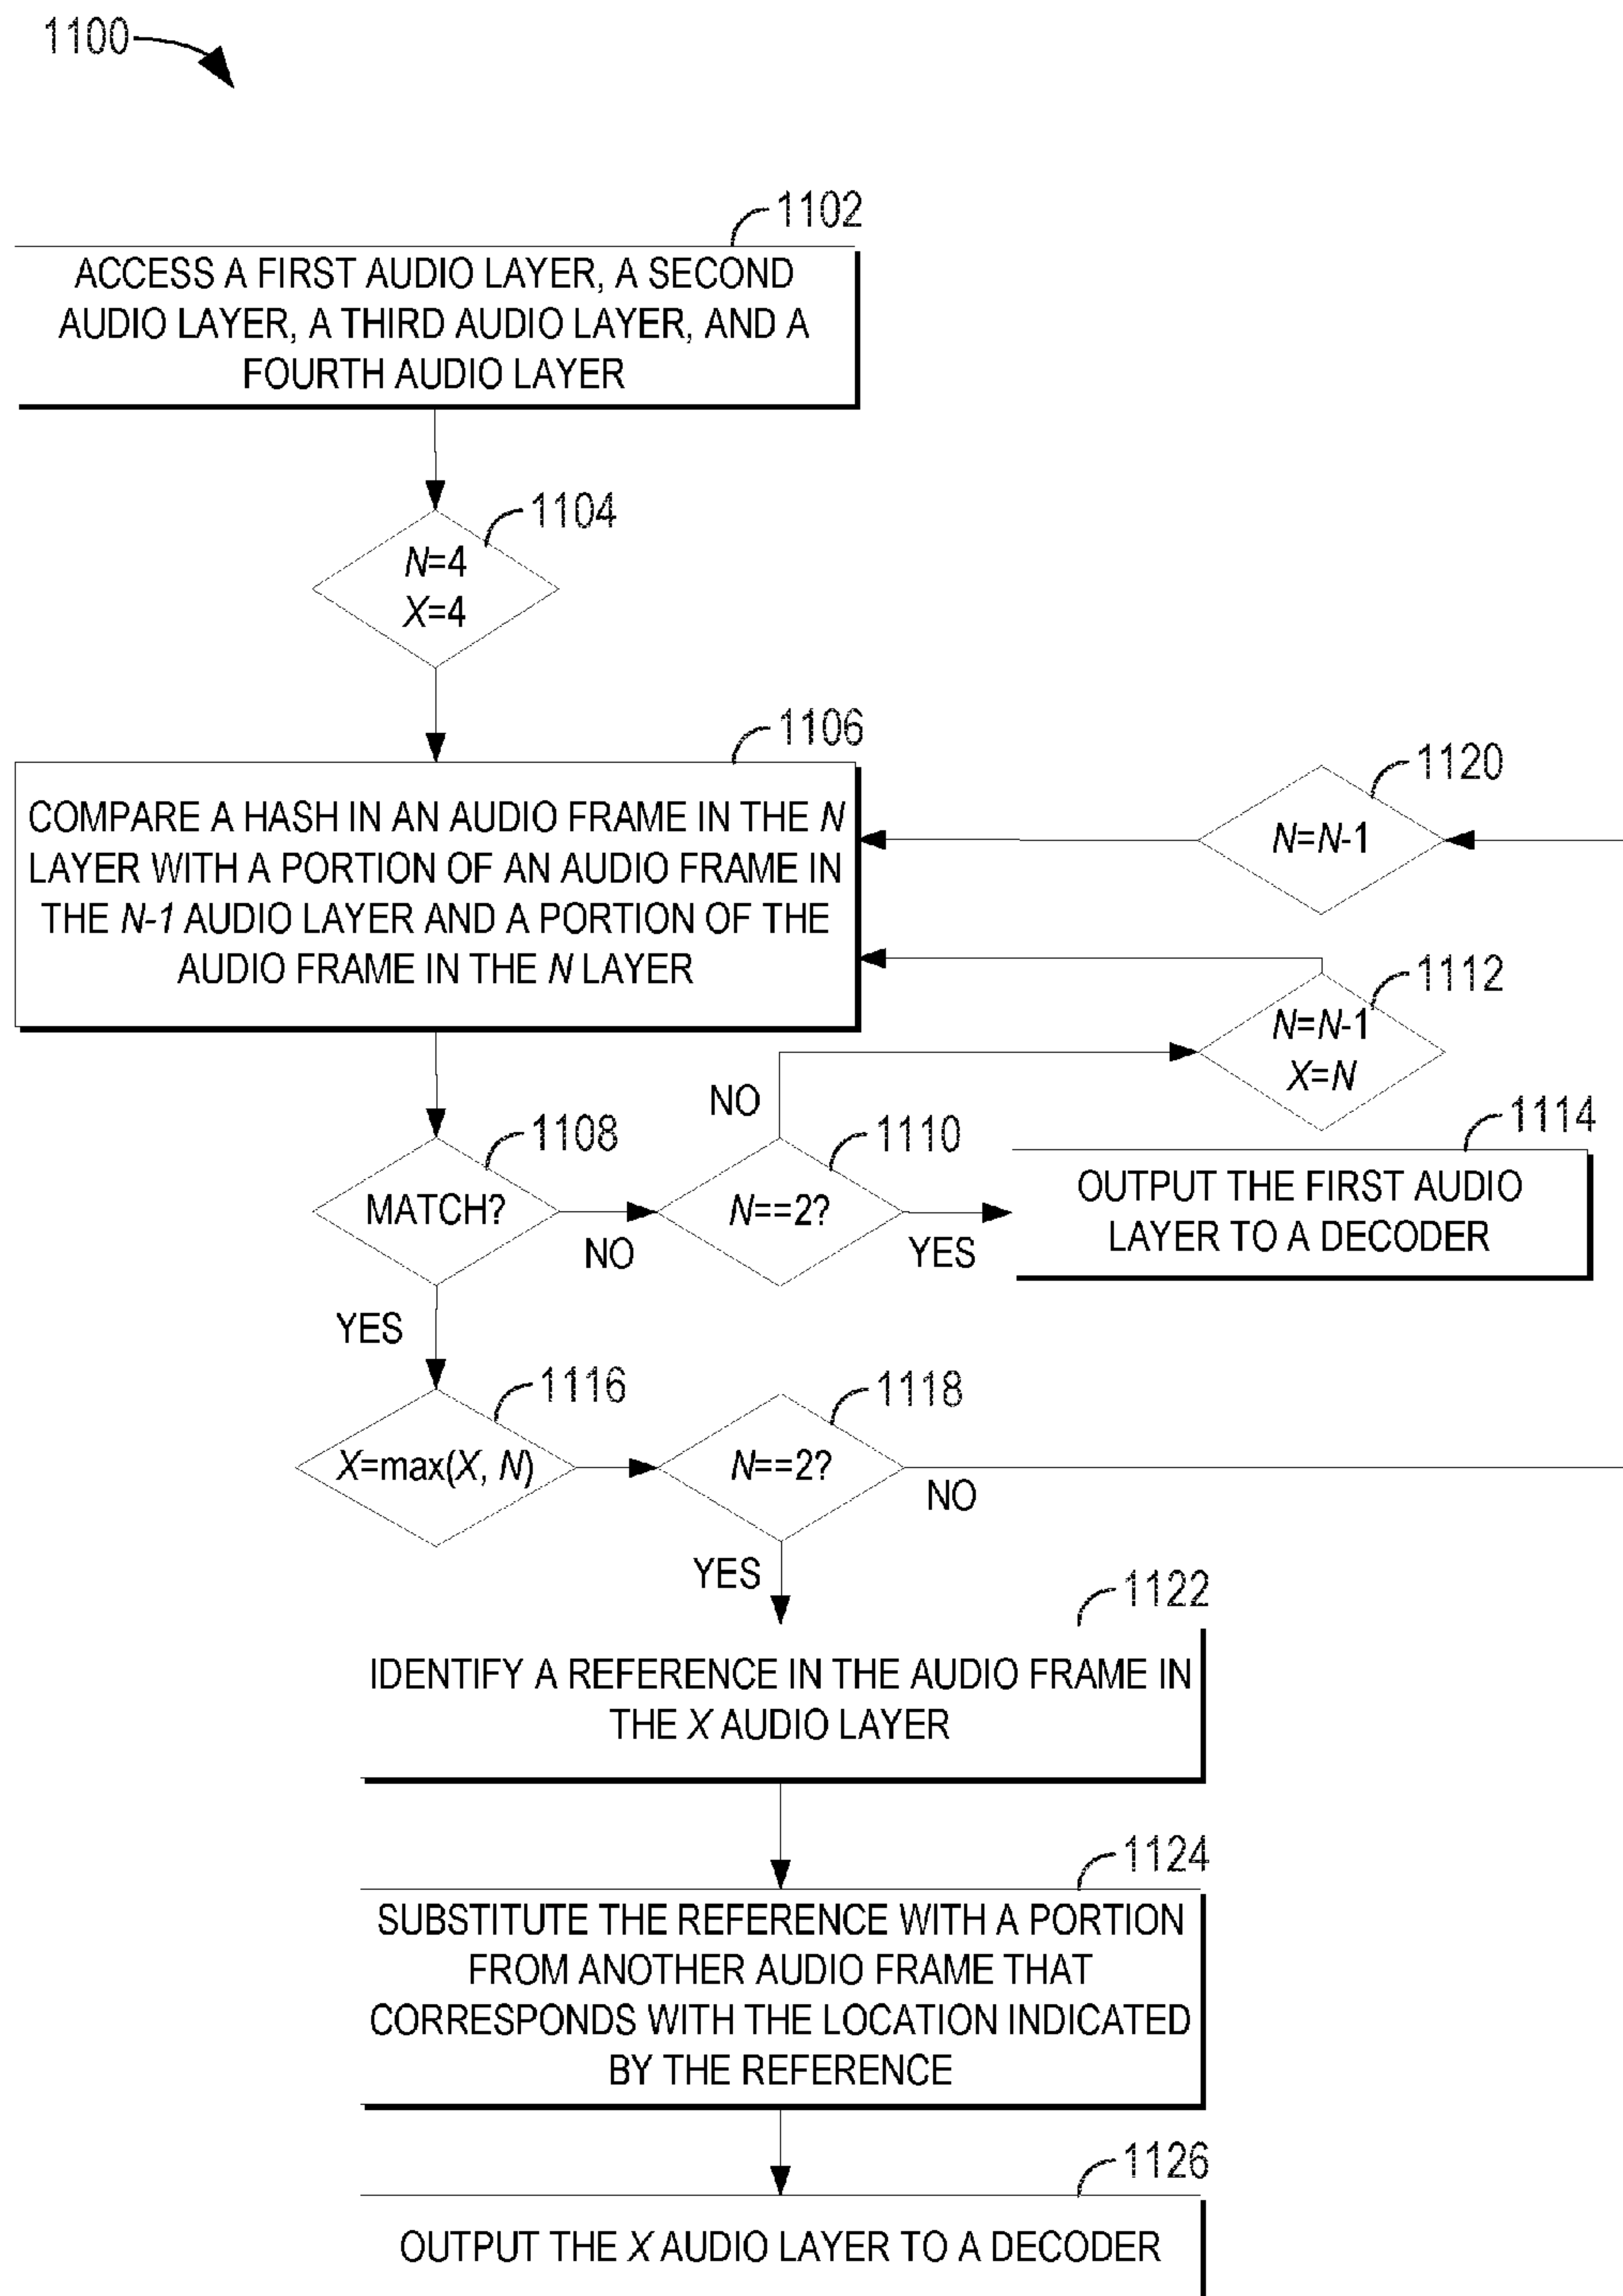 1100
1102
ACCESS A FIRST AUDIO LAYER, A SECOND
AUDIO LAYER, A THIRD AUDIO LAYER, AND A
FOURTH AUDIO LAYER
1104
N=4
X=4
1106
COMPARE A HASH IN AN AUDIO FRAME IN THE N
LAYER WITH A PORTION OF AN AUDIO FRAME IN
THE N-1 AUDIO LAYER AND A PORTION OF THE
AUDIO FRAME IN THE N LAYER
1120
N=N-1
1112
N=N-1
X=N
NO
1108
MATCH?
NO
1110
N==2?
YES
1114
OUTPUT THE FIRST AUDIO
LAYER TO A DECODER
YES
1116
X=max(X, N)
1118
N==2?
NO
YES
1122
IDENTIFY A REFERENCE IN THE AUDIO FRAME IN
THE X AUDIO LAYER
1124
SUBSTITUTE THE REFERENCE WITH A PORTION
FROM ANOTHER AUDIO FRAME THAT
CORRESPONDS WITH THE LOCATION INDICATED
BY THE REFERENCE
1126
OUTPUT THE X AUDIO LAYER TO A DECODER